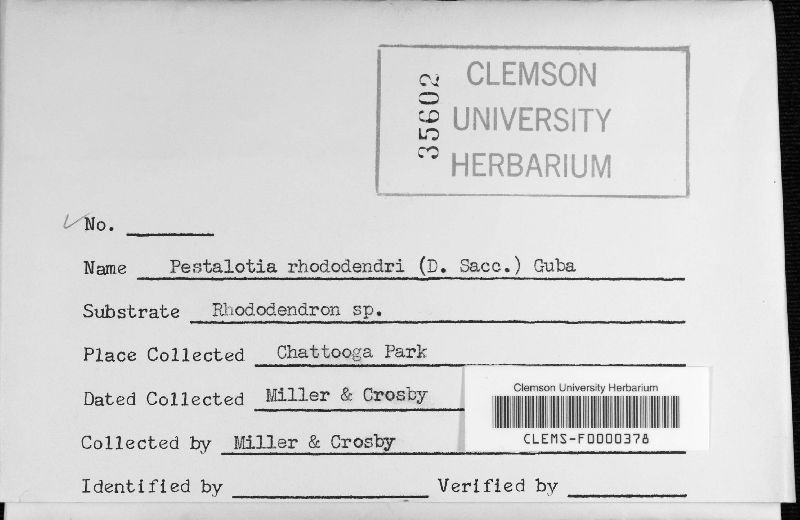 CLEMSON
UNIVERSITY
HERBARIUM
35602
No.
Name Pestalotia rhododendri (D. Sacc.) Guba
Substrate Rhododendron sp.
Place Collected Chattooga Park
Dated Collected Miller & Crosby
Collected by Miller & Crosby
Clemson University Herbarium
CLEMS-F0000378
Identified by Verified by